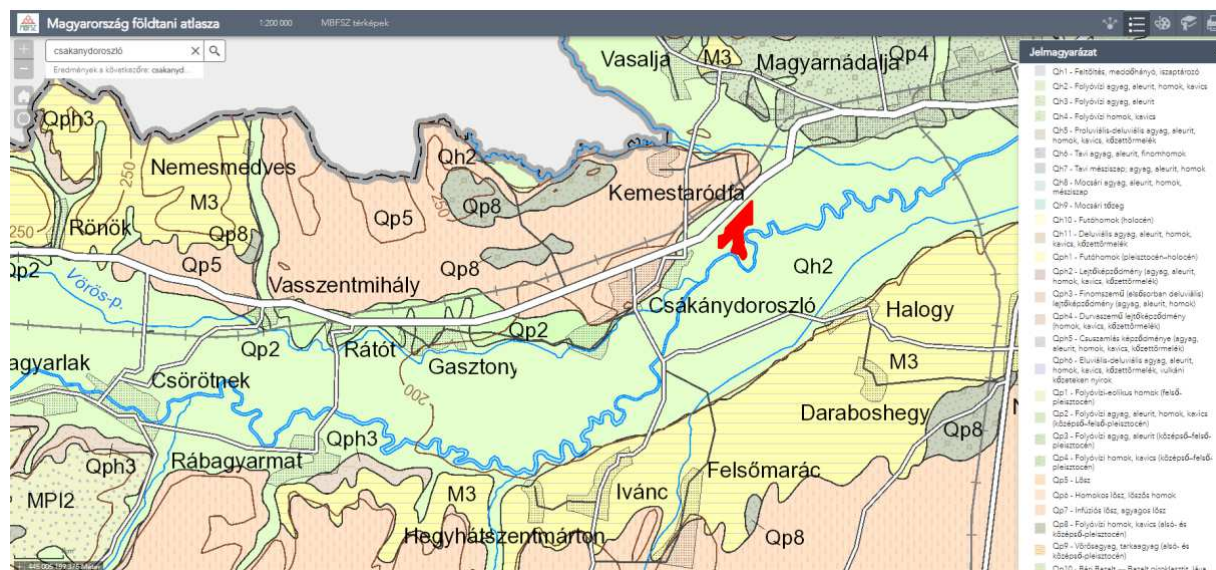 Magyarország földtani atlasza
1:200 000
MBFSZ térképek
csakanydoroszló
Eredmények a következőre: csakanyd...
Jelmagyarázat
Qh1 - Feltöltés, meddőhányó, iszaptározó
Qh2 - Folyóvízi agyag, aleurit, homok, kavics
Qh3 - Folyóvízi agyag, aleurit
Qh4 - Folyóvízi homok, kavics
Qh5 - Proluviális-deluviális agyag, aleurit,
homok, kavics, kőzettörmelék
Qh6 - Tavi agyag, aleurit, finomhomok
Qh7 - Tavi mésziszap; agyag, aleurit, homok
Qh8 - Mocsári agyag, aleurit, homok,
mésziszap
Qh9 - Mocsári tőzeg
Qh10 - Futóhomok (holocén)
Qh11 - Deluviális agyag, aleurit, homok,
kavics, kőzettörmelék
Qph1 - Futóhomok (pleisztocén-holocén)
Qph2 - Lejtőképződmény (agyag, aleurit,
homok, kavics, kőzettörmelék)
Qph3 - Finomszemű (elsősorban deluviális)
lejtőképződmény (agyag, aleurit, homok)
Qph4 - Durvaszemű lejtőképződmény
(homok, kavics, kőzettörmelék)
Qph5 - Csuszamlás képződménye (agyag,
aleurit, homok, kavics, kőzettörmelék)
Qph6 - Eluviális-deluviális agyag, aleurit,
homok, kavics, kőzettörmelék, vulkáni
kőzeteken nyirok
Qp1 - Folyóvízi-eolikus homok (felső-
pleisztocén)
Qp2 - Folyóvízi agyag, aleurit, homok, kavics
(középső-felső-pleisztocén)
Qp3 - Folyóvízi agyag, aleurit (középső-felső-
pleisztocén)
Qp4 - Folyóvízi homok, kavics (középső-felső-
pleisztocén)
Qp5 - Lösz
Qp6 - Homokos lösz, löszös homok
Qp7 - Infúziós lösz, agyagos lösz
Qp8 - Folyóvízi homok, kavics (alsó- és
középső-pleisztocén)
Qp9 - Vörösagyag, tarkaagyag (alsó- és
középső-pleisztocén)
Vasalja
M3
Magyarnádalja
Qp4
Qph3
250
Nemesmedves
M3
250
Qh2
Qp8
Kemestaródfa
Rönök
250
Qp8
Qp5
Qp5
Qp8
Qh2
Qp2
Vörös-p.
Vasszentmihály
Csákánydoroszló
Halogy
Qp2
Qp2
Rátót
Gasztony
M3
agyarlak
Csörötnek
200
Daraboshegy
Qp8
Qph3
Rábagyarmat
Qph3
Felsőmarác
MPl2
M3
Ivánc
Hegyhátszentmárton
Qp8